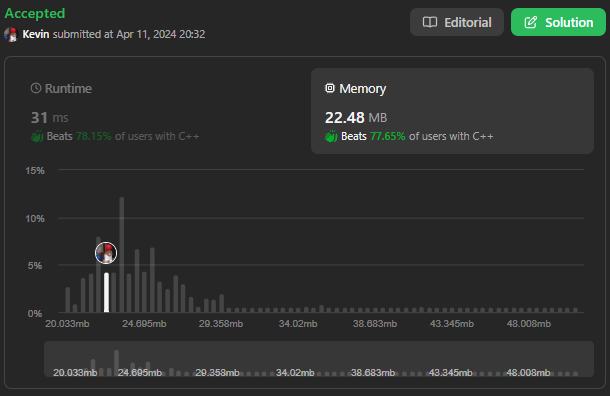 Accepted
Editorial
Solution
Kevin submitted at Apr 11, 2024 20:32
Runtime
31 ms
Beats 78.15% of users with C++
Memory
22.48 MB
Beats 77.65% of users with C++
15%
10%
5%
0%
20.033mb 24.695mb 29.358mb 34.02mb 38.683mb 43.345mb 48.008mb
20.033mb 24.695mb 29.358mb 34.02mb 38.683mb 43.345mb 48.008mb